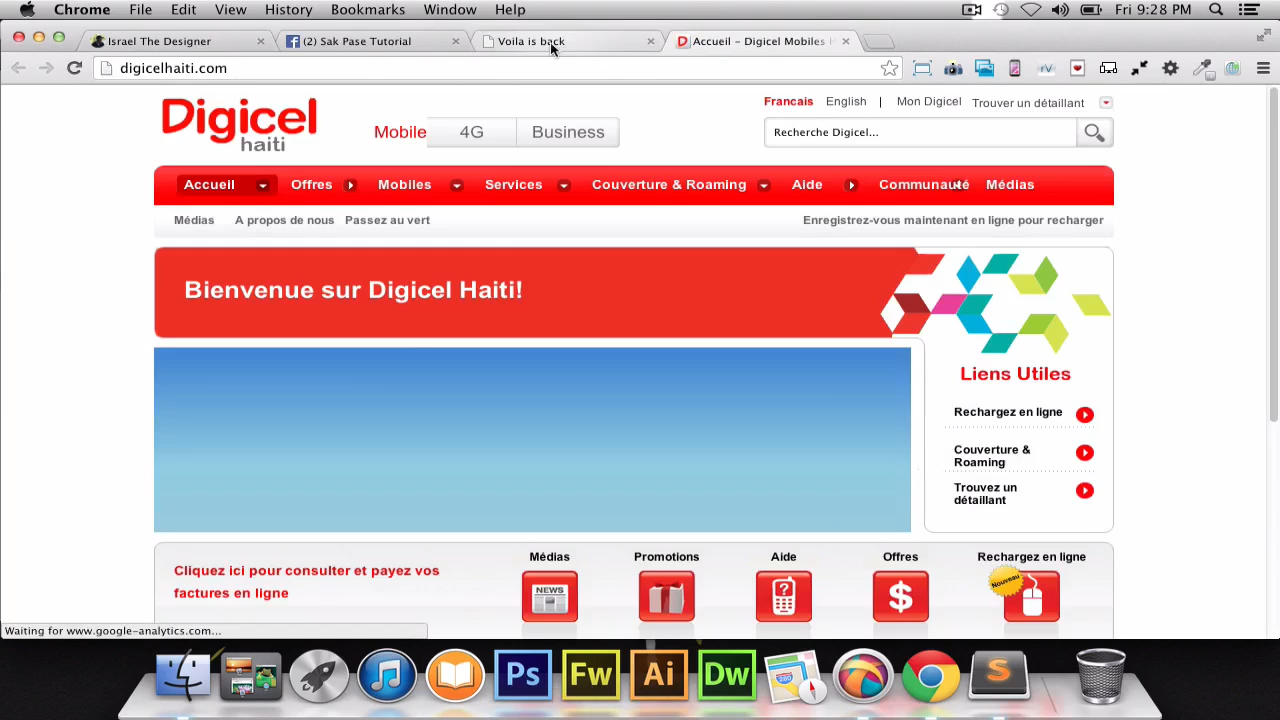 Chrome File Edit View History Bookmarks Window Help Fri 9:28 PM
Israel The Designer (2) Sak Pase Tutorial Voila is back Accueil – Digicel Mobiles
digicelhaiti.com
Digicel
haiti
Mobile 4G Business
Francais English | Mon Digicel Trouver un détaillant
Recherche Digicel...
Accueil Offres Mobiles Services Couverture & Roaming Aide Communauté Médias
Médias A propos de nous Passez au vert Enregistrez-vous maintenant en ligne pour recharger
Bienvenue sur Digicel Haiti!
Liens Utiles
Rechargez en ligne
Couverture &
Roaming
Trouvez un
détaillant
Cliquez ici pour consulter et payez vos
factures en ligne
Médias Promotions Aide Offres Rechargez en ligne
NEWS ? $ Nouveau
Waiting for www.google-analytics.com...
Ps Fw Ai Dw 280 S